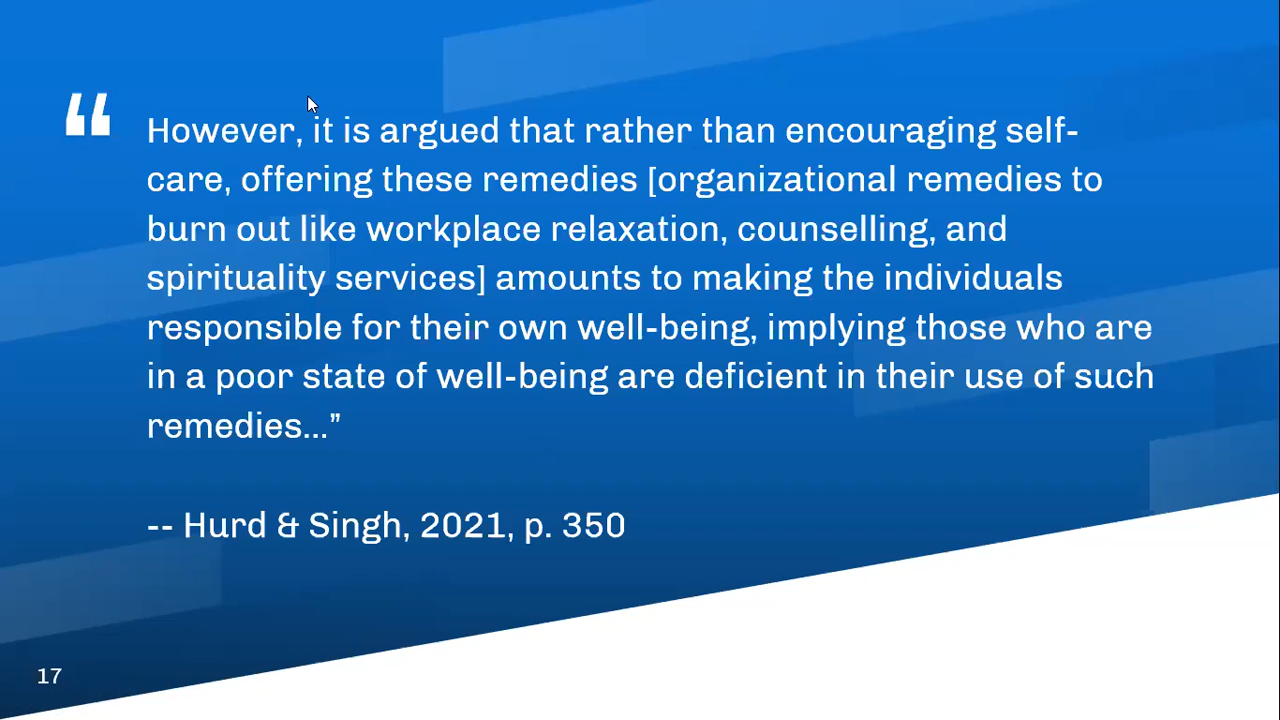 “
However, it is argued that rather than encouraging self-
care, offering these remedies [organizational remedies to
burn out like workplace relaxation, counselling, and
spirituality services] amounts to making the individuals
responsible for their own well-being, implying those who are
in a poor state of well-being are deficient in their use of such
remedies...”
-- Hurd & Singh, 2021, p. 350
17